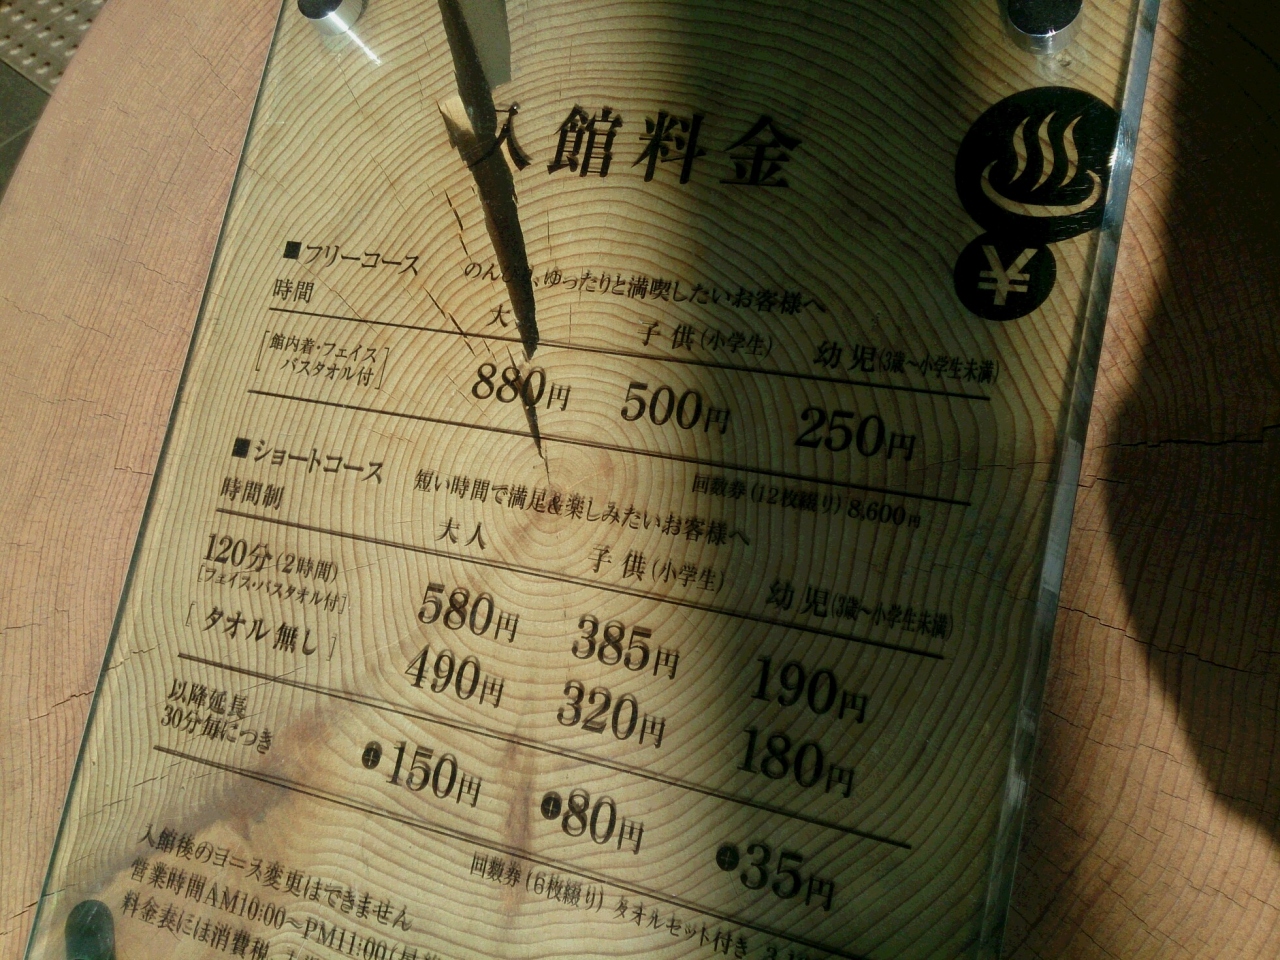 入館料金
■フリーコース のんびり、ゆったりと満喫したいお客様へ
時間 大人 子供(小学生) 幼児(3歳～小学生未満)
[館内着・フェイス
バスタオル付] 880円 500円 250円
回数券(12枚綴り) 8,600円
■ショートコース 短い時間で満足&楽しみたいお客様へ
時間制 大人 子供(小学生) 幼児(3歳～小学生未満)
120分(2時間) 580円 385円 190円
[フェイス・バスタオル付]
[タオル無し] 490円 320円 180円
以降延長
30分毎につき +150円 +80円 +35円
回数券(6枚綴り) タオルセット付き
入館後のコース変更はできません
営業時間AM10:00～PM11:00(最終
料金表には消費税